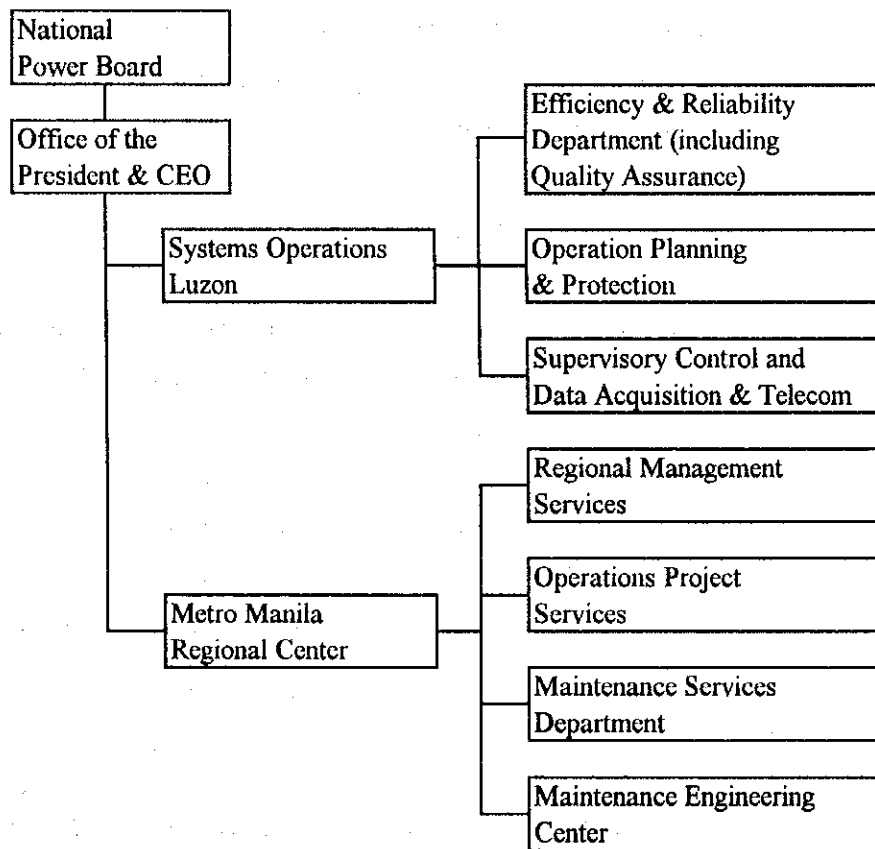 National
Power Board
Office of the
President & CEO
Systems Operations
Luzon
Efficiency & Reliability
Department (including
Quality Assurance)
Operation Planning
& Protection
Supervisory Control and
Data Acquisition & Telecom
Metro Manila
Regional Center
Regional Management
Services
Operations Project
Services
Maintenance Services
Department
Maintenance Engineering
Center